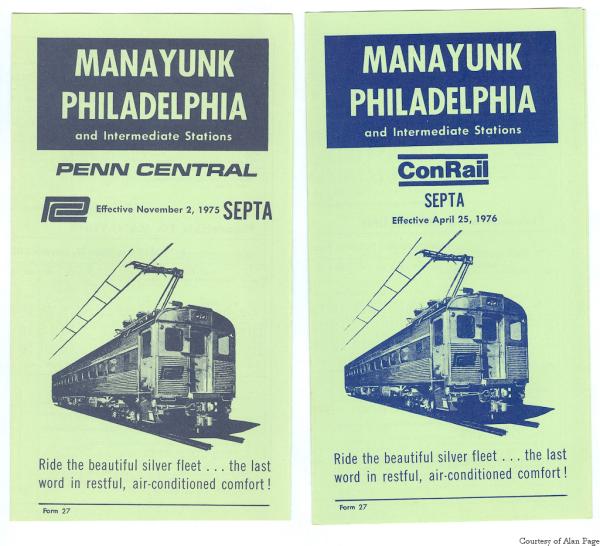 MANAYUNK
PHILADELPHIA
and Intermediate Stations
PENN CENTRAL
Effective November 2, 1975 SEPTA
Ride the beautiful silver fleet . . . the last
word in restful, air-conditioned comfort!
Form 27
MANAYUNK
PHILADELPHIA
and Intermediate Stations
ConRail
SEPTA
Effective April 25, 1976
Ride the beautiful silver fleet . . . the last
word in restful, air-conditioned comfort!
Form 27
Courtesy of Alan Page